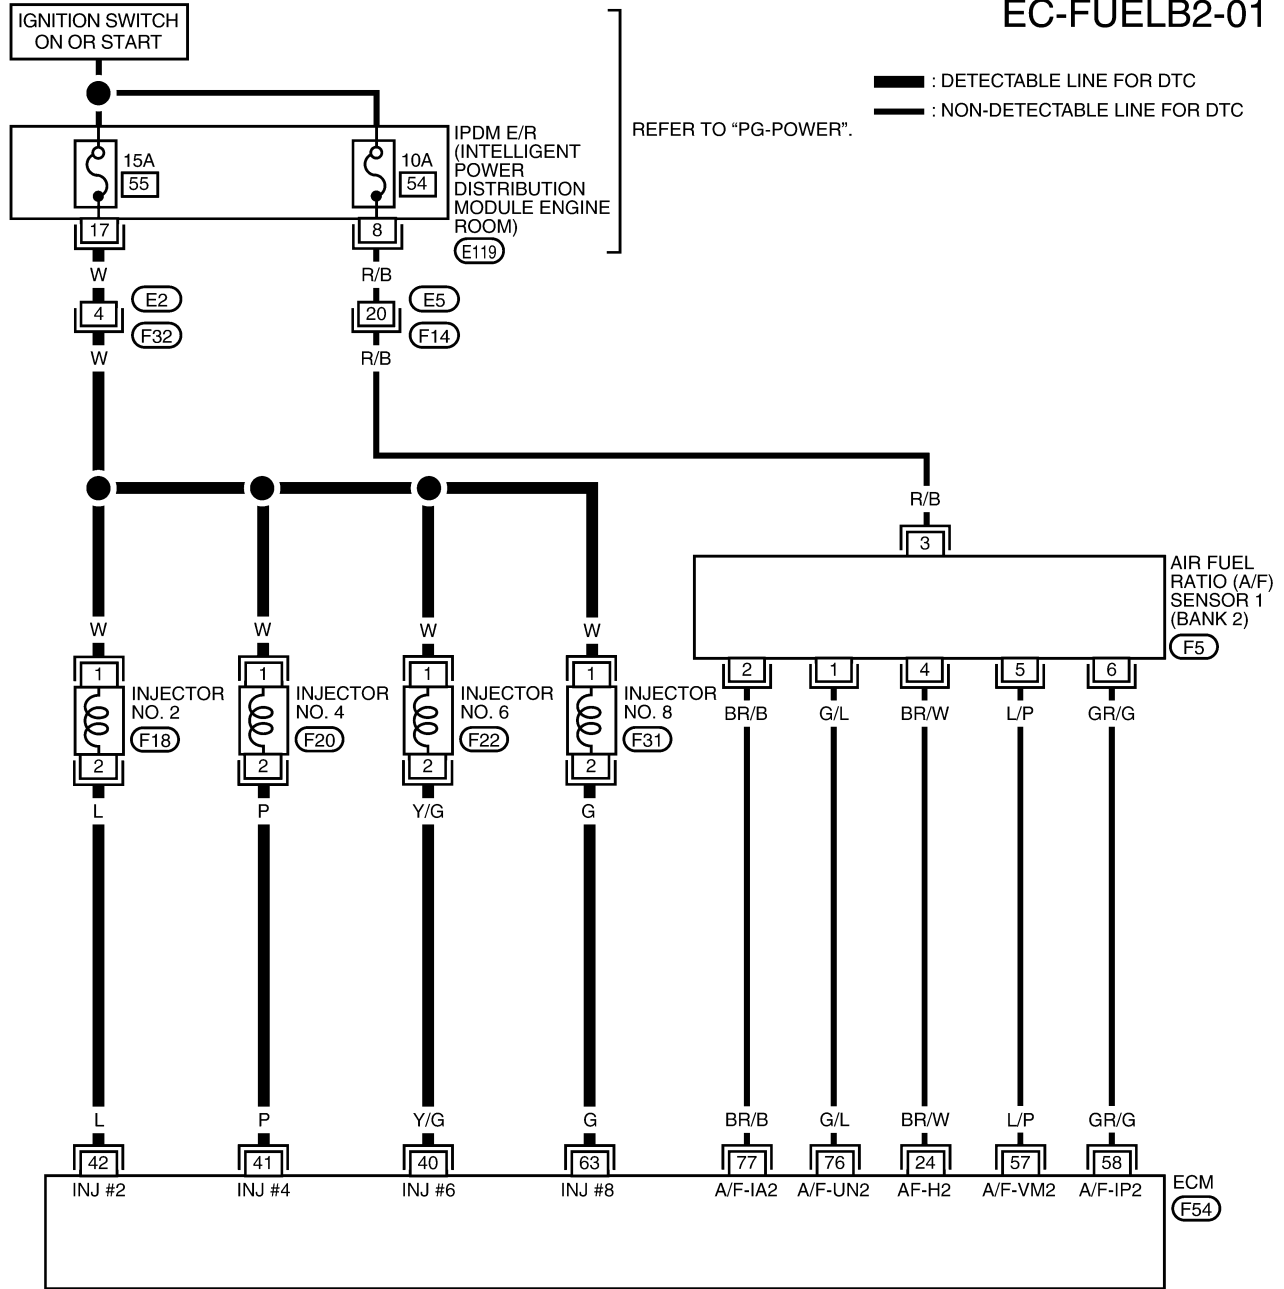 EC-FUELB2-01
IGNITION SWITCH
ON OR START
: DETECTABLE LINE FOR DTC
: NON-DETECTABLE LINE FOR DTC
REFER TO “PG-POWER”.
IPDM E/R
(INTELLIGENT
POWER
DISTRIBUTION
MODULE ENGINE
ROOM)
E119
15A
55
10A
54
17
8
W
R/B
4
E2
F32
20
E5
F14
W
R/B
R/B
3
AIR FUEL
RATIO (A/F)
SENSOR 1
(BANK 2)
F5
W
W
W
W
1
1
1
1
2
1
4
5
6
INJECTOR
NO. 2
F18
INJECTOR
NO. 4
F20
INJECTOR
NO. 6
F22
INJECTOR
NO. 8
F31
BR/B
G/L
BR/W
L/P
GR/G
2
2
2
2
L
P
Y/G
G
L
P
Y/G
G
BR/B
G/L
BR/W
L/P
GR/G
42
41
40
63
77
76
24
57
58
INJ #2
INJ #4
INJ #6
INJ #8
A/F-IA2
A/F-UN2
AF-H2
A/F-VM2
A/F-IP2
ECM
F54